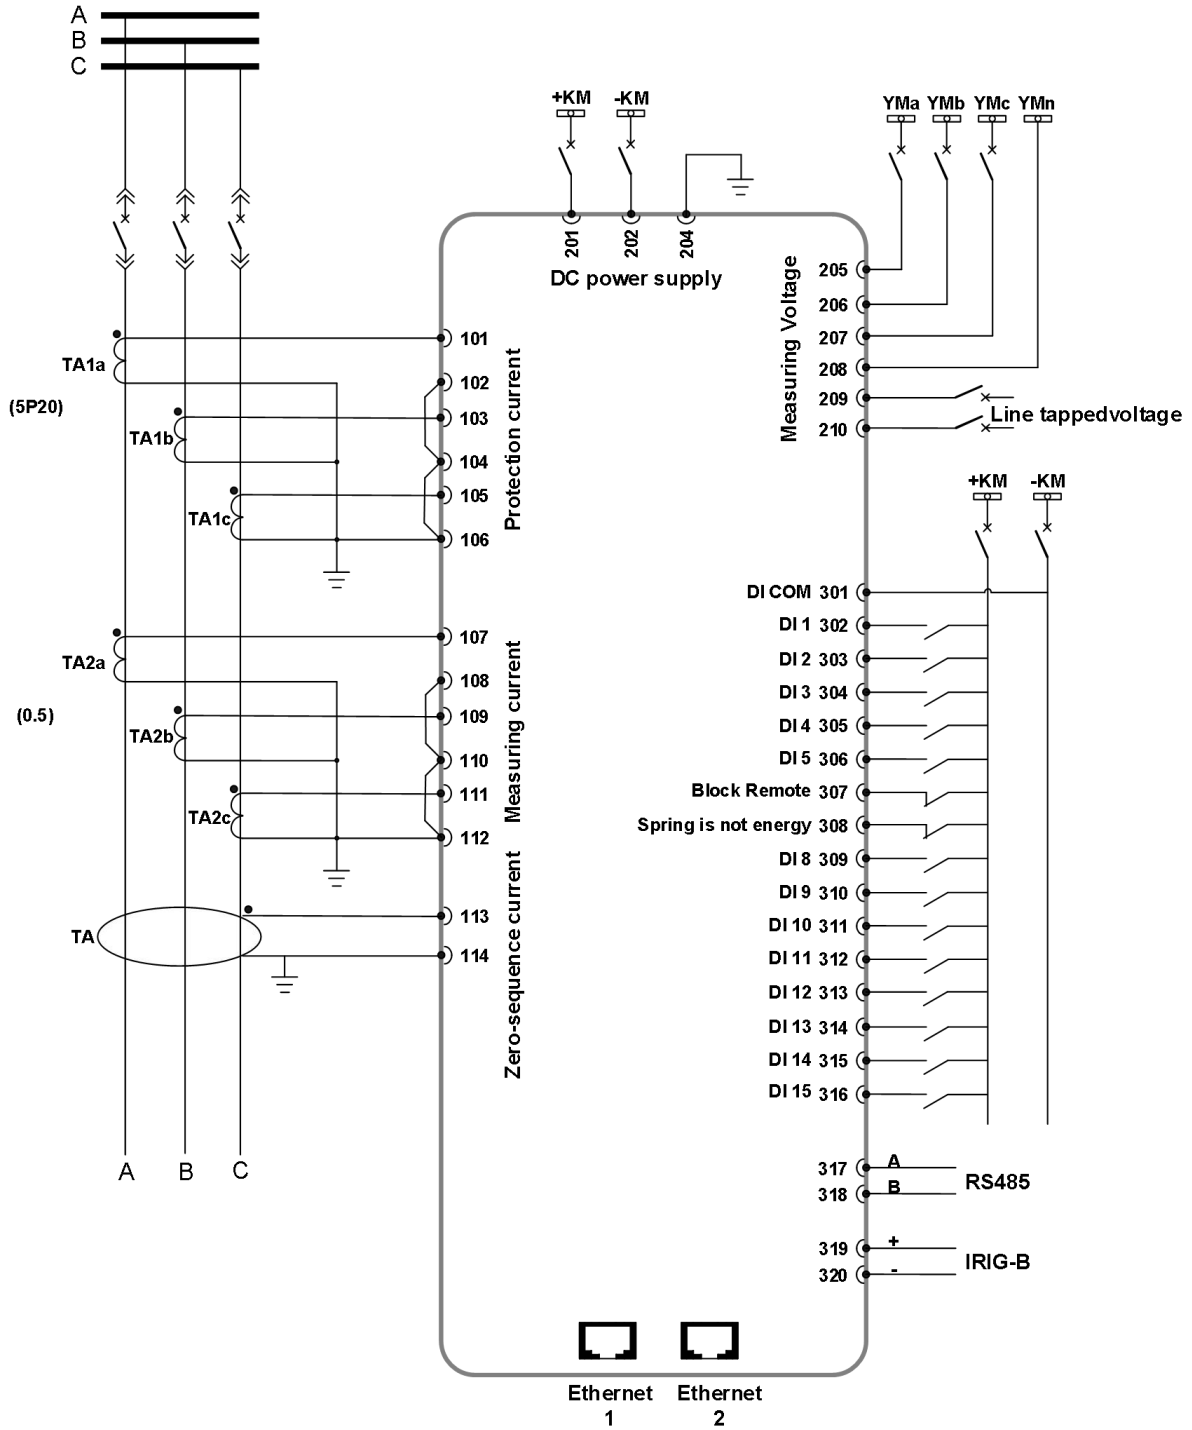 A
B
C
+KM -KM
YMa YMb YMc YMn
201 202 204
DC power supply
Measuring Voltage
205
206
207
208
209
210
Line tappedvoltage
TA1a
(5P20)
TA1b
TA1c
101
102
103
104
105
106
Protection current
TA2a
(0.5)
TA2b
TA2c
107
108
109
110
111
112
Measuring current
TA
113
114
Zero-sequence current
A B C
+KM -KM
DI COM 301
DI 1 302
DI 2 303
DI 3 304
DI 4 305
DI 5 306
Block Remote 307
Spring is not energy 308
DI 8 309
DI 9 310
DI 10 311
DI 11 312
DI 12 313
DI 13 314
DI 14 315
DI 15 316
317 A
318 B
RS485
319 +
320 -
IRIG-B
Ethernet
1
Ethernet
2